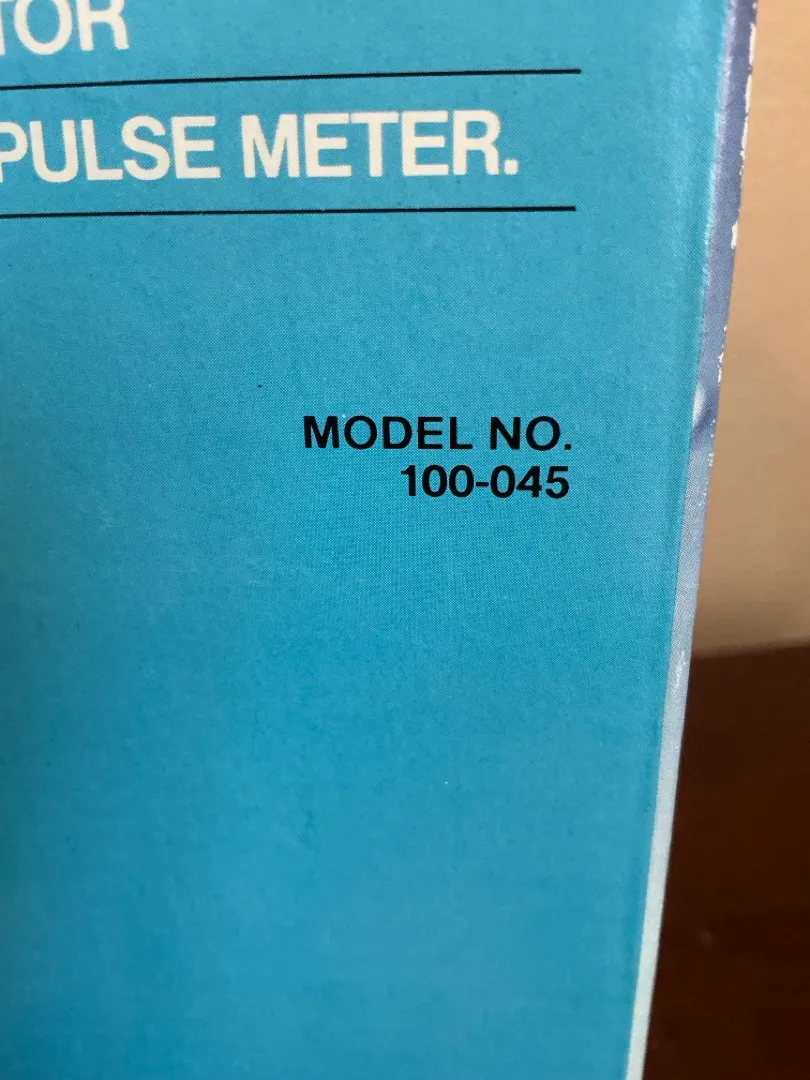 TOR
PULSE METER.
MODEL NO.
100-045